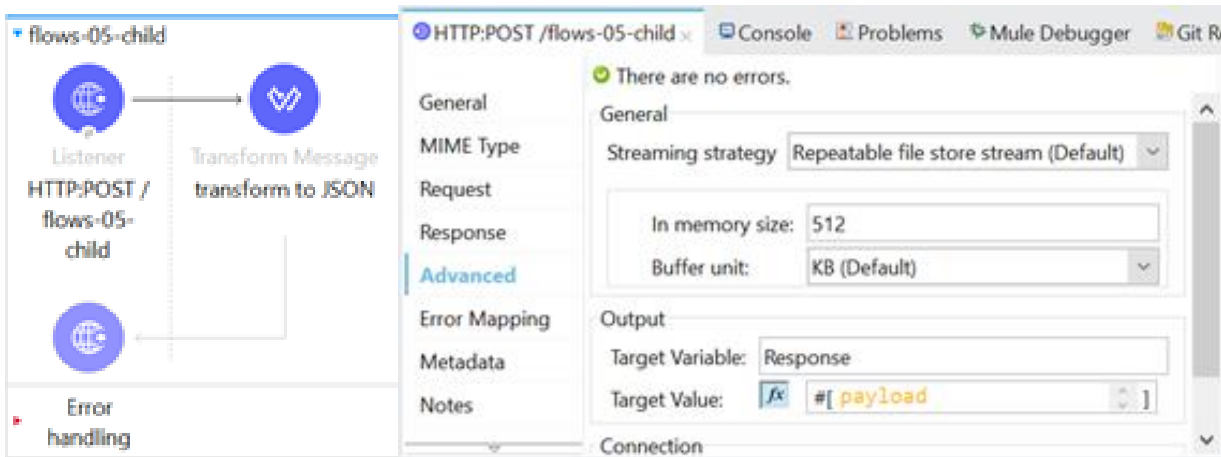 flows-05-child
Listener
HTTP:POST /
flows-05-
child
Transform Message
transform to JSON
Error
handling
HTTP:POST /flows-05-child
Console
Problems
Mule Debugger
Git R
There are no errors.
General
MIME Type
Request
Response
Advanced
Error Mapping
Metadata
Notes
General
Streaming strategy Repeatable file store stream (Default)
In memory size: 512
Buffer unit: KB (Default)
Output
Target Variable: Response
Target Value: fx #[ payload ]
Connection